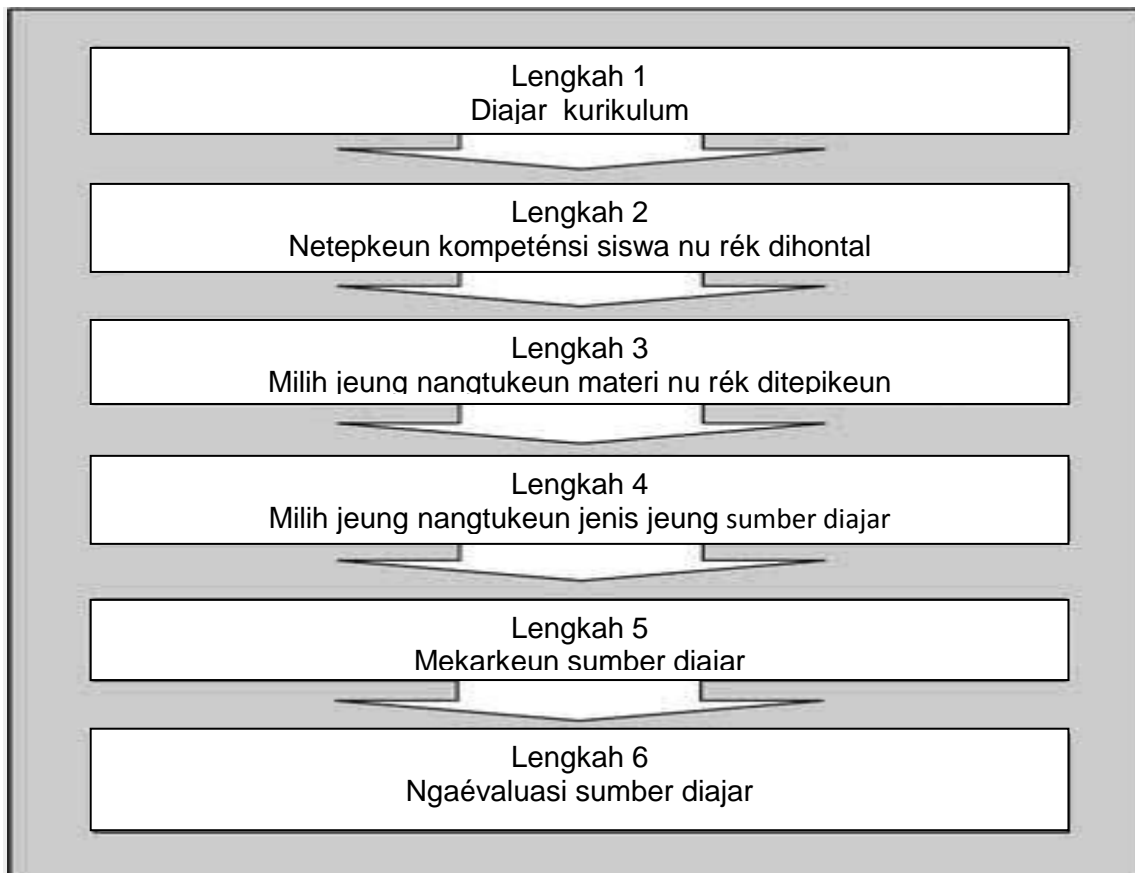 Lengkah 1
Diajar kurikulum
Lengkah 2
Netepkeun kompeténsi siswa nu rék dihontal
Lengkah 3
Milih jeung nangtukeun materi nu rék ditepikeun
Lengkah 4
Milih jeung nangtukeun jenis jeung sumber diajar
Lengkah 5
Mekarkeun sumber diajar
Lengkah 6
Ngaévaluasi sumber diajar